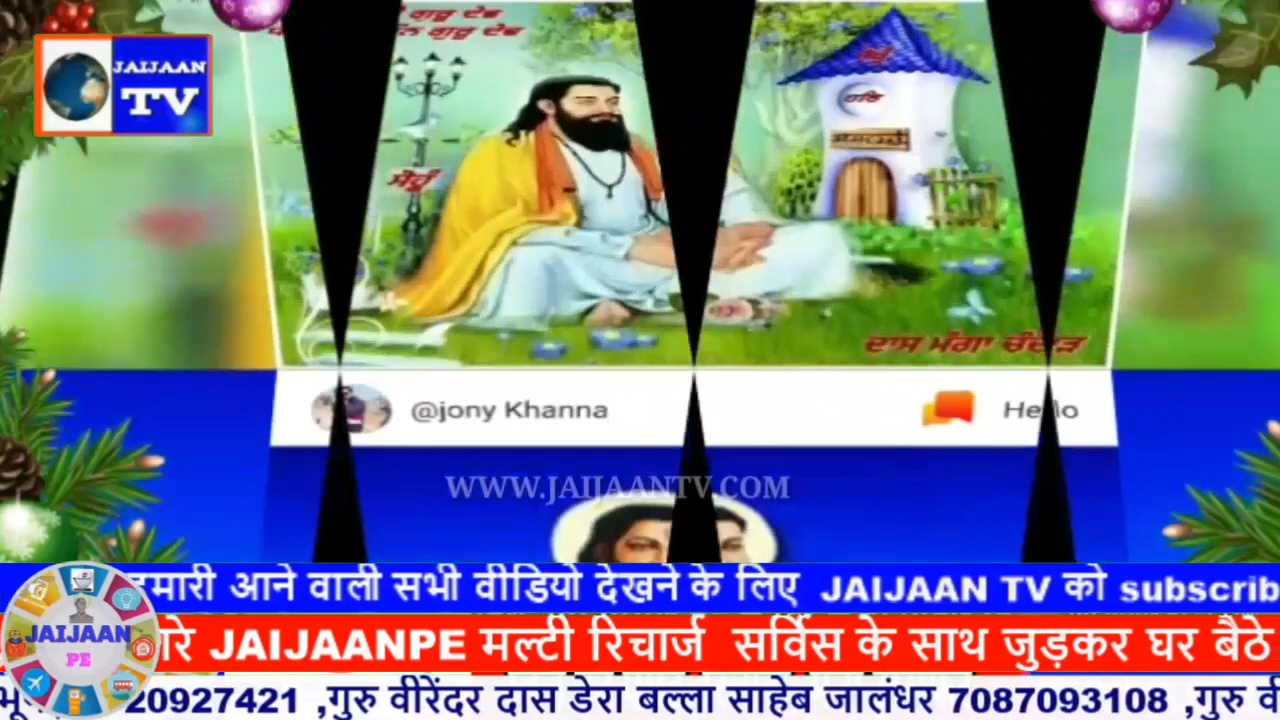 ਗੁਰੂ ਦੇਵ
ਗੁਰੂ ਦੇਵ
JAIJAAN
TV
ਸੋਹੰ
ਹਰਿ
ਦਾਸ ਮੰਗਾ
@jony Khanna
WWW.JAIJAANTV.COM
हमारी आने वाली सभी वीडियो देखने के लिए JAIJAAN TV को subscrib
JAIJAAN
PE
रे JAIJAANPE मल्टी रिचार्ज सर्विस के साथ जुड़कर घर बैठे
20927421 ,गुरु वीरेंदर दास डेरा बल्ला साहेब जालंधर 7087093108 ,गुरु वी